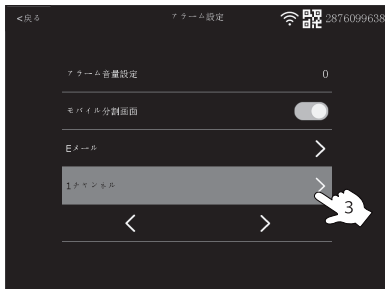 <戻る
アラーム設定
2876099638
アラーム音量設定 0
モバイル分割画面
Eメール
1チャンネル
3